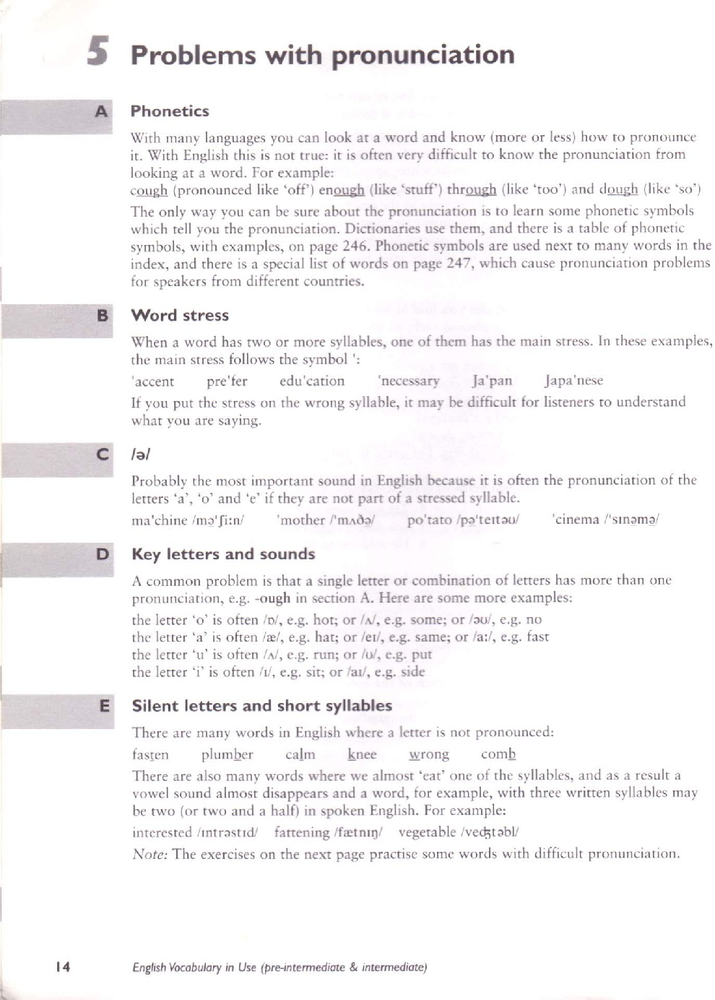 5 Problems with pronunciation
A Phonetics
With many languages you can look at a word and know (more or less) how to pronounce
it. With English this is not true: it is often very difficult to know the pronunciation from
looking at a word. For example:
cough (pronounced like ‘off’) enough (like ‘stuff’) through (like ‘too’) and dough (like ‘so’)
The only way you can be sure about the pronunciation is to learn some phonetic symbols
which tell you the pronunciation. Dictionaries use them, and there is a table of phonetic
symbols, with examples, on page 246. Phonetic symbols are used next to many words in the
index, and there is a special list of words on page 247, which cause pronunciation problems
for speakers from different countries.
B Word stress
When a word has two or more syllables, one of them has the main stress. In these examples,
the main stress follows the symbol ':
'accent pre'fer edu'cation 'necessary Ja'pan Japa'nese
If you put the stress on the wrong syllable, it may be difficult for listeners to understand
what you are saying.
C /ə/
Probably the most important sound in English because it is often the pronunciation of the
letters ‘a’, ‘o’ and ‘e’ if they are not part of a stressed syllable.
ma'chine /mə'ʃi:n/ 'mother /'mʌðə/ po'tato /pə'teɪtəʊ/ 'cinema /'sɪnəmə/
D Key letters and sounds
A common problem is that a single letter or combination of letters has more than one
pronunciation, e.g. -ough in section A. Here are some more examples:
the letter ‘o’ is often /ɒ/, e.g. hot; or /ʌ/, e.g. some; or /əʊ/, e.g. no
the letter ‘a’ is often /æ/, e.g. hat; or /eɪ/, e.g. same; or /a:/, e.g. fast
the letter ‘u’ is often /ʌ/, e.g. run; or /ʊ/, e.g. put
the letter ‘i’ is often /ɪ/, e.g. sit; or /aɪ/, e.g. side
E Silent letters and short syllables
There are many words in English where a letter is not pronounced:
fasten plumber calm knee wrong comb
There are also many words where we almost ‘eat’ one of the syllables, and as a result a
vowel sound almost disappears and a word, for example, with three written syllables may
be two (or two and a half) in spoken English. For example:
interested /ɪntrəstɪd/ fattening /fætnɪŋ/ vegetable /vedʒtəbl/
Note: The exercises on the next page practise some words with difficult pronunciation.
14 English Vocabulary in Use (pre-intermediate & intermediate)